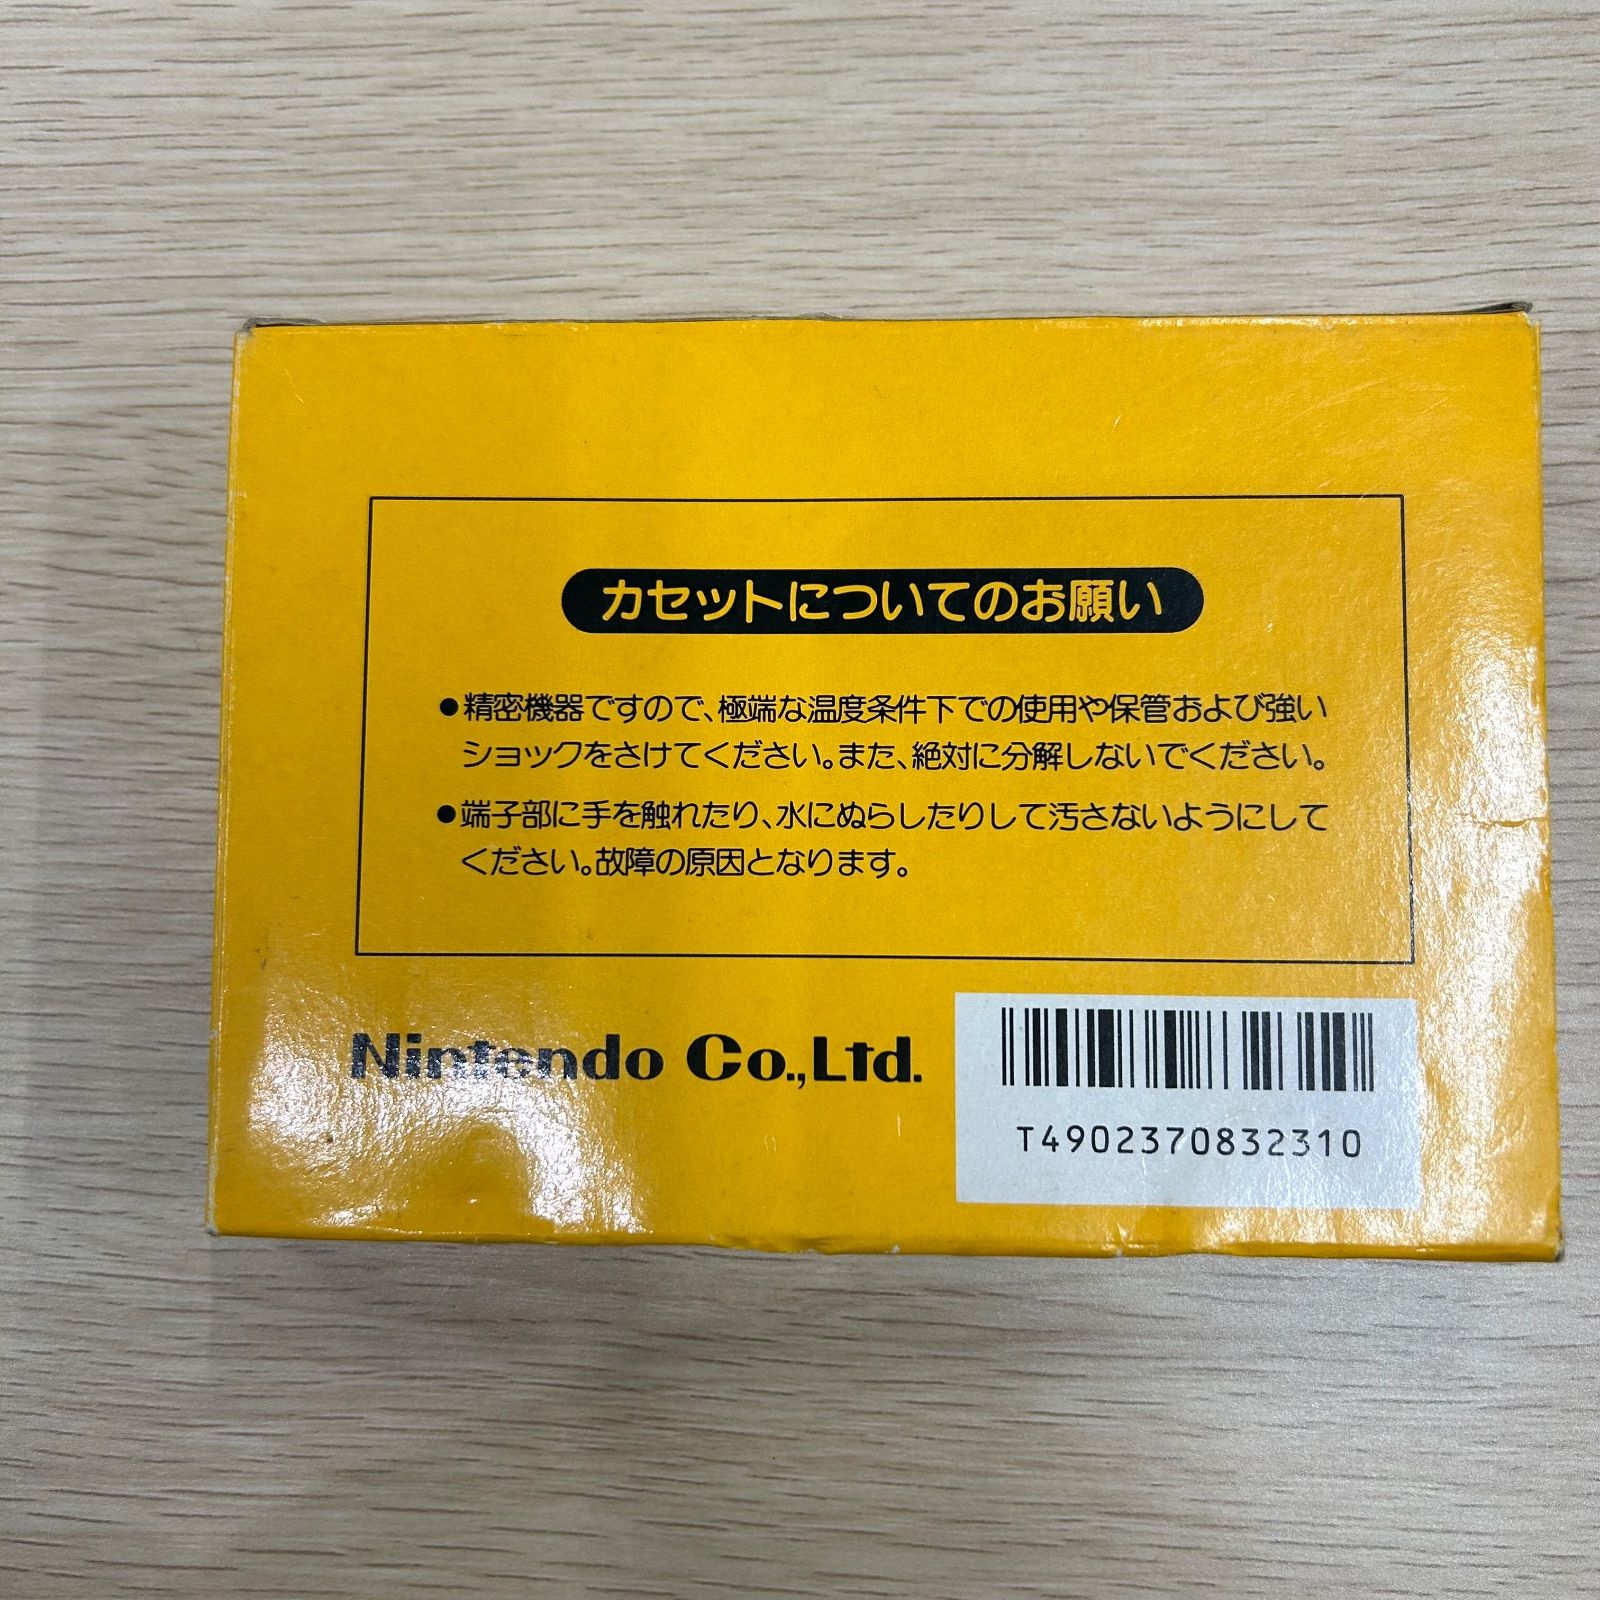 カセットについてのお願い
●精密機器ですので、極端な温度条件下での使用や保管および強い
ショックをさけてください。また、絶対に分解しないでください。
●端子部に手を触れたり、水にぬらしたりして汚さないようにして
ください。故障の原因となります。
Nintendo Co.,Ltd.
T4902370832310